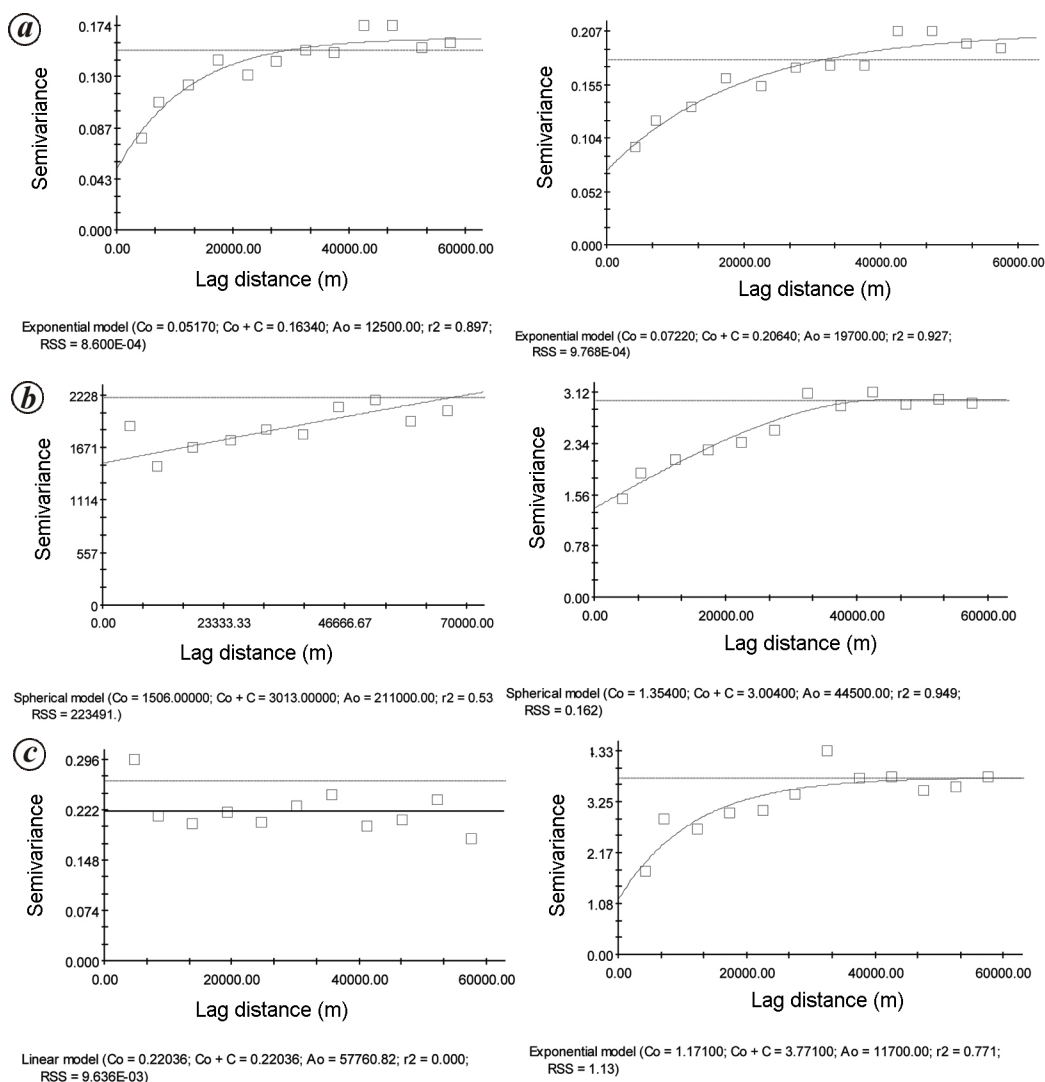 a
Semivariance
0.174
0.130
0.087
0.043
0.000
0.00 20000.00 40000.00 60000.00
Lag distance (m)
Exponential model (Co = 0.05170; Co + C = 0.16340; Ao = 12500.00; r2 = 0.897;
RSS = 8.600E-04)
Semivariance
0.207
0.155
0.104
0.052
0.000
0.00 20000.00 40000.00 60000.00
Lag distance (m)
Exponential model (Co = 0.07220; Co + C = 0.20640; Ao = 19700.00; r2 = 0.927;
RSS = 9.768E-04)
b
Semivariance
2228
1671
1114
557
0
0.00 23333.33 46666.67 70000.00
Lag distance (m)
Spherical model (Co = 1506.00000; Co + C = 3013.00000; Ao = 211000.00; r2 = 0.53
RSS = 223491.)
Semivariance
3.12
2.34
1.56
0.78
0.00
0.00 20000.00 40000.00 60000.00
Lag distance (m)
Spherical model (Co = 1.35400; Co + C = 3.00400; Ao = 44500.00; r2 = 0.949;
RSS = 0.162)
c
Semivariance
0.296
0.222
0.148
0.074
0.000
0.00 20000.00 40000.00 60000.00
Lag distance (m)
Linear model (Co = 0.22036; Co + C = 0.22036; Ao = 57760.82; r2 = 0.000;
RSS = 9.636E-03)
Semivariance
.33
3.25
2.17
1.08
0.00
0.00 20000.00 40000.00 60000.00
Lag distance (m)
Exponential model (Co = 1.17100; Co + C = 3.77100; Ao = 11700.00; r2 = 0.771;
RSS = 1.13)